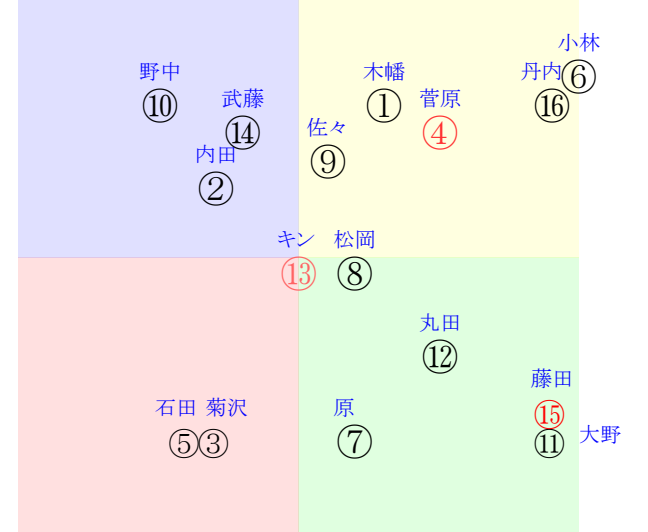 小林
⑥
野中
⑩
木幡
①
丹内
⑯
武藤
⑭
菅原
④
佐々
⑨
内田
②
キン
⑬
松岡
⑧
丸田
⑫
藤田
⑮
石田 菊沢
⑤③
原
⑦
大野
⑪